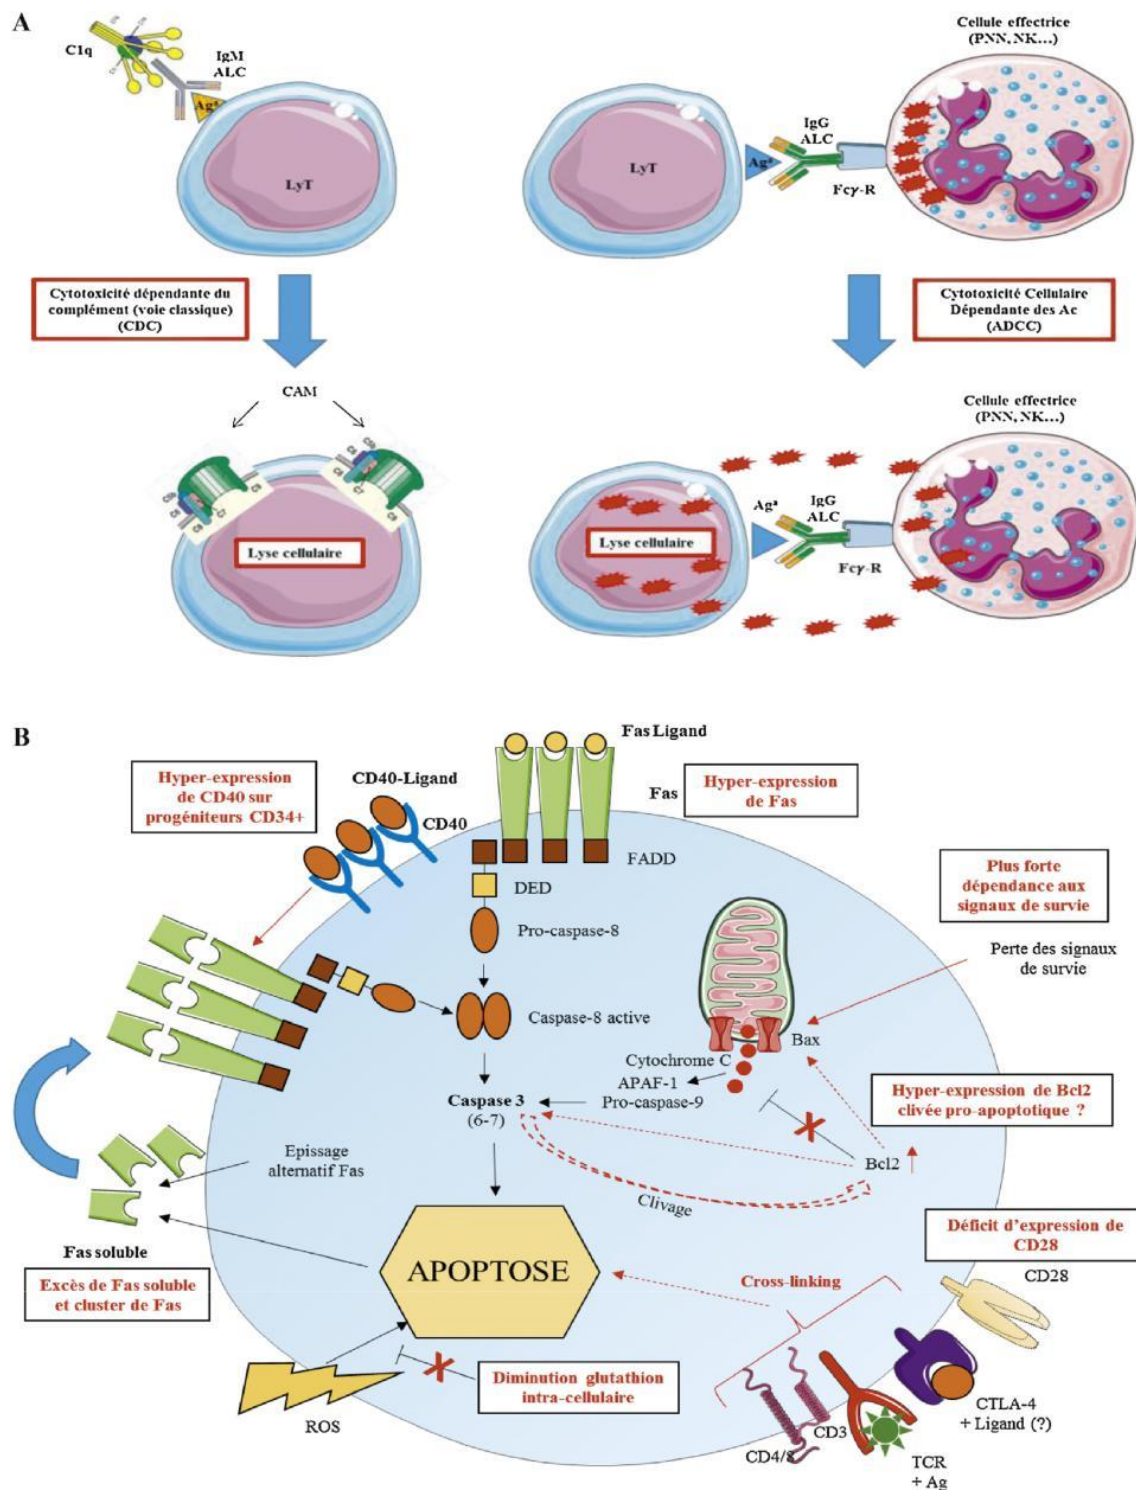 A
C1q
IgM
ALC
Agˢ
LyT
Cytotoxicité dépendante du
complément (voie classique)
(CDC)
CAM
Lyse cellulaire
Cellule effectrice
(PNN, NK...)
IgG
ALC
LyT
Agᵃ
Fcγ-R
Cytotoxicité Cellulaire
Dépendante des Ac
(ADCC)
Cellule effectrice
(PNN, NK...)
Agᵃ
IgG
ALC
Lyse cellulaire
Fcγ-R
B
Fas Ligand
Hyper-expression
de CD40 sur
progéniteurs CD34+
CD40-Ligand
CD40
Fas
Hyper-expression
de Fas
FADD
DED
Pro-caspase-8
Plus forte
dépendance aux
signaux de survie
Perte des signaux
de survie
Caspase-8 active
Bax
Cytochrome C
APAF-1
Pro-caspase-9
Caspase 3
(6-7)
Hyper-expression de Bcl2
clivée pro-apoptotique ?
Bcl2
Clivage
Epissage
alternatif Fas
Fas soluble
Excès de Fas soluble
et cluster de Fas
APOPTOSE
Cross-linking
Déficit d'expression de
CD28
CD28
Diminution glutathion
intra-cellulaire
ROS
CD4/8
CD3
TCR
+ Ag
CTLA-4
+ Ligand (?)